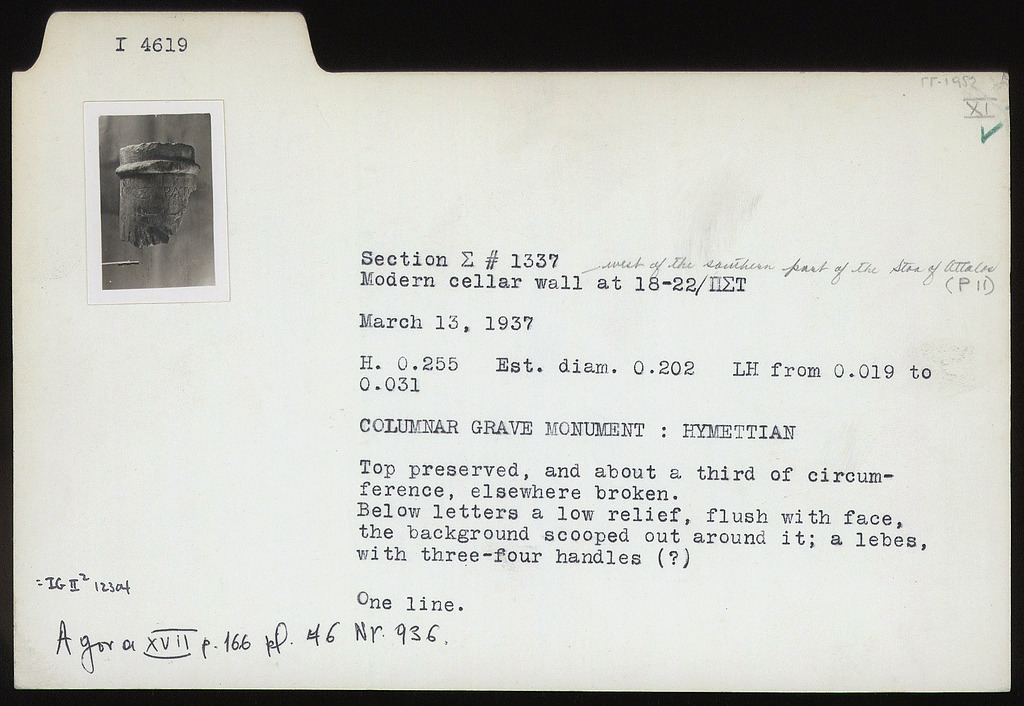 I 4619
ΠΓ-1952
XI
Section Σ # 1337
west of the southern part of the Stoa of Attalos
Modern cellar wall at 18-22/ΠΣΤ
(P 11)
March 13, 1937
H. 0.255 Est. diam. 0.202 LH from 0.019 to
0.031
COLUMNAR GRAVE MONUMENT : HYMETTIAN
Top preserved, and about a third of circum-
ference, elsewhere broken.
Below letters a low relief, flush with face,
the background scooped out around it; a lebes,
with three-four handles (?)
= IG II² 12304
One line.
Agora XVII p. 166 pl. 46 Nr. 936.